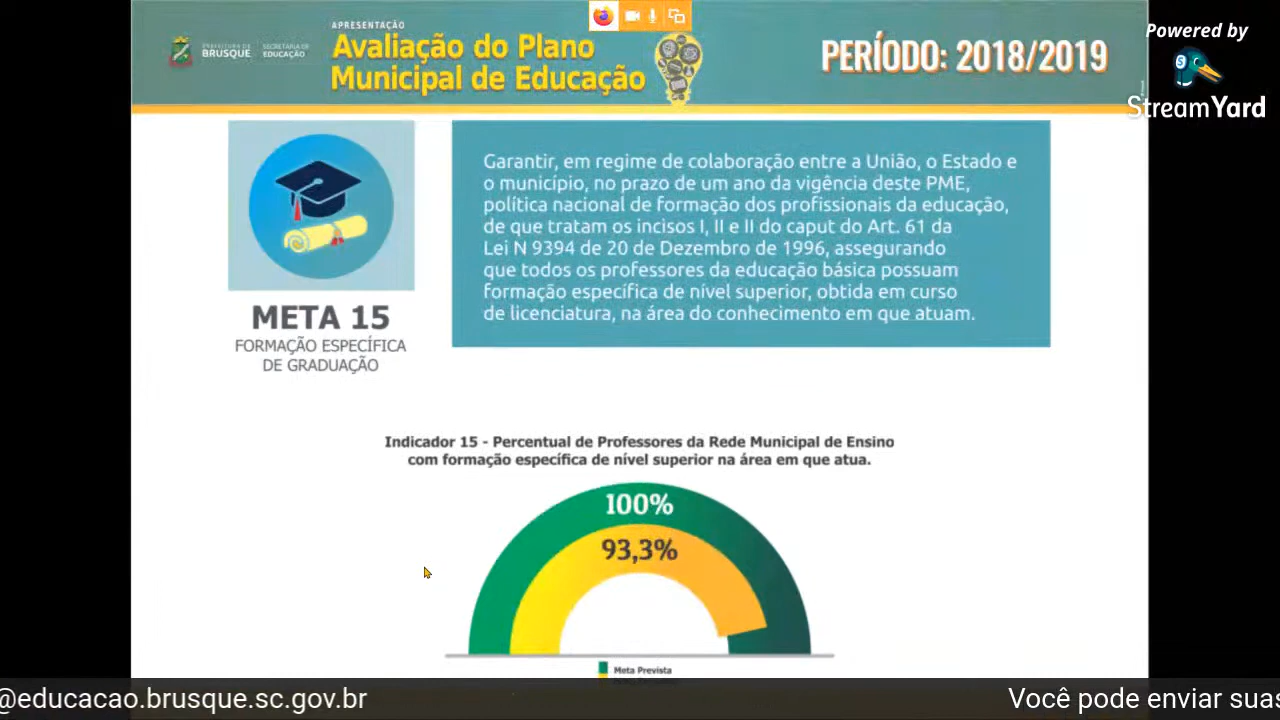 APRESENTAÇÃO
PREFEITURA DE
BRUSQUE
SECRETARIA DE
EDUCAÇÃO
Avaliação do Plano
Municipal de Educação
PERÍODO: 2018/2019
Powered by
StreamYard
Garantir, em regime de colaboração entre a União, o Estado e
o município, no prazo de um ano da vigência deste PME,
política nacional de formação dos profissionais da educação,
de que tratam os incisos I, II e II do caput do Art. 61 da
Lei N 9394 de 20 de Dezembro de 1996, assegurando
que todos os professores da educação básica possuam
formação específica de nível superior, obtida em curso
de licenciatura, na área do conhecimento em que atuam.
META 15
FORMAÇÃO ESPECÍFICA
DE GRADUAÇÃO
Indicador 15 - Percentual de Professores da Rede Municipal de Ensino
com formação específica de nível superior na área em que atua.
100%
93,3%
Meta Prevista
@educacao.brusque.sc.gov.br
Você pode enviar suas